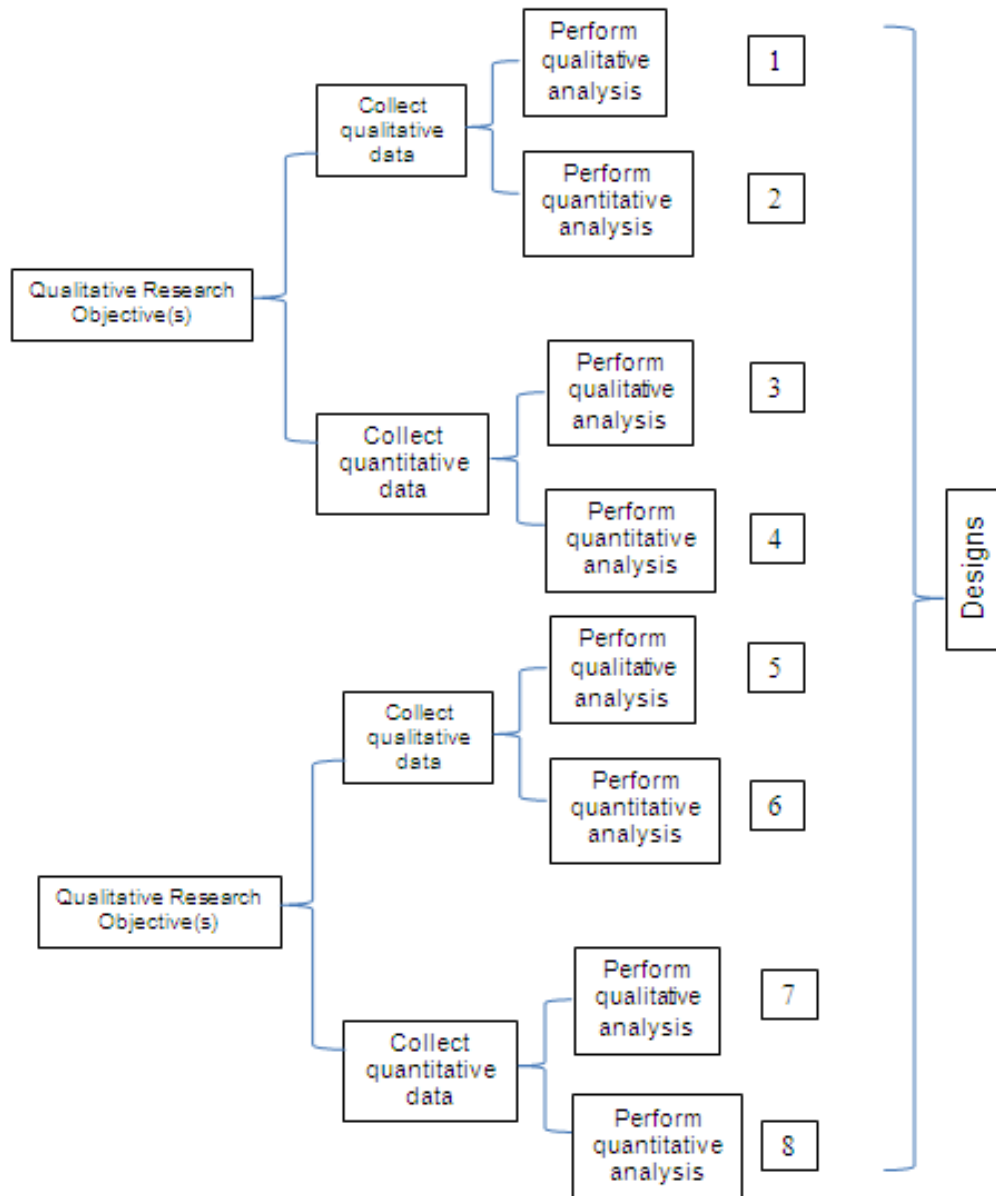 Perform
qualitative
analysis
1
Collect
qualitative
data
Perform
quantitative
analysis
2
Qualitative Research
Objective(s)
Perform
qualitative
analysis
3
Collect
quantitative
data
Perform
quantitative
analysis
4
Designs
Perform
qualitative
analysis
5
Collect
qualitative
data
Perform
quantitative
analysis
6
Qualitative Research
Objective(s)
Perform
qualitative
analysis
7
Collect
quantitative
data
Perform
quantitative
analysis
8